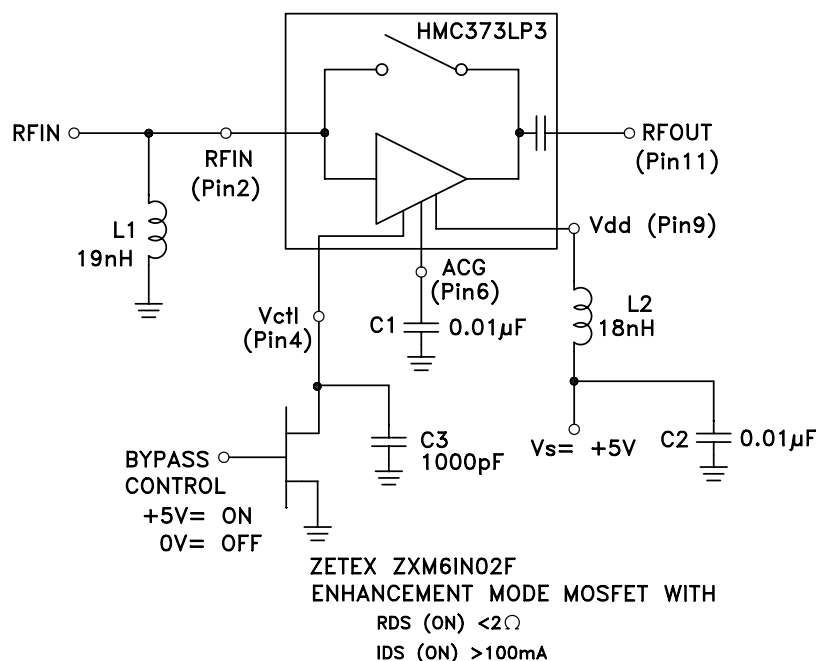 HMC373LP3
RFIN
RFIN
(Pin2)
RFOUT
(Pin11)
L1
19nH
Vdd (Pin9)
ACG
(Pin6)
Vctl
(Pin4)
C1
0.01µF
L2
18nH
C3
1000pF
Vs= +5V
C2
0.01µF
BYPASS
CONTROL
+5V= ON
0V= OFF
ZETEX ZXM6IN02F
ENHANCEMENT MODE MOSFET WITH
RDS (ON) <2Ω
IDS (ON) >100mA